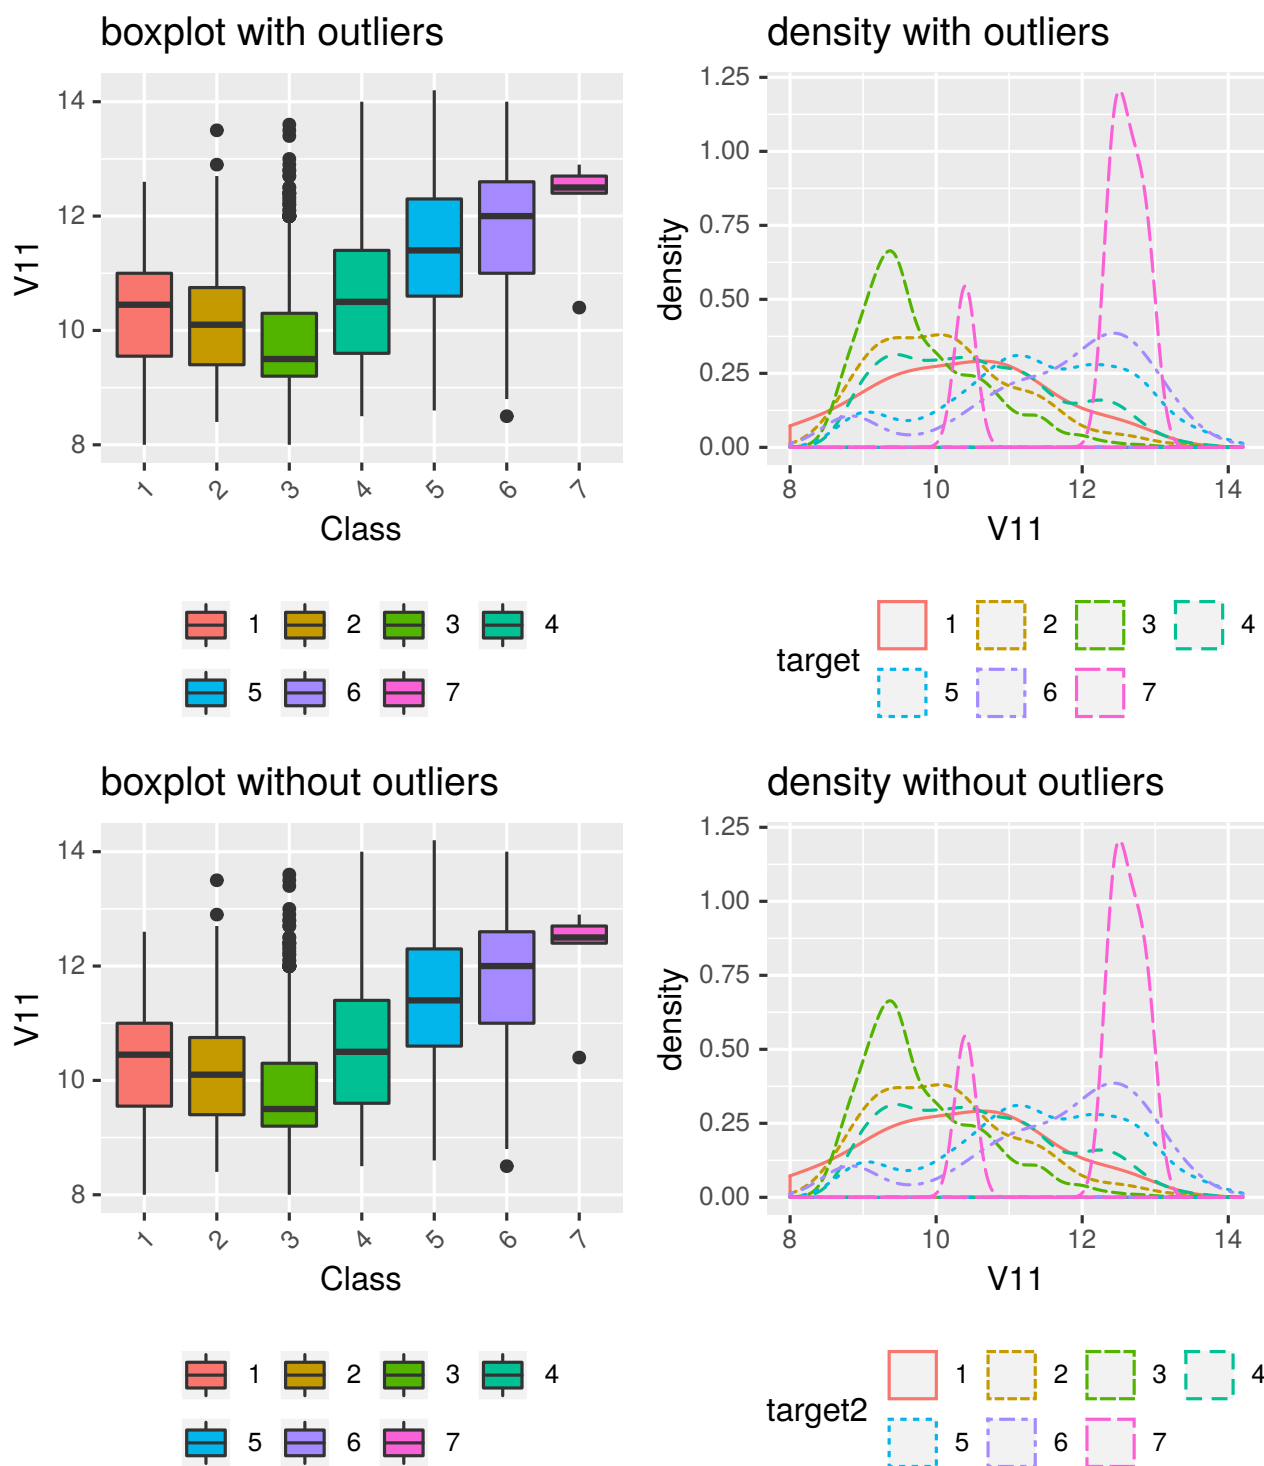 boxplot with outliers
14
12
10
8
V11
1 2 3 4 5 6 7
Class
1 2 3 4
5 6 7
density with outliers
1.25
1.00
0.75
0.50
0.25
0.00
density
8 10 12 14
V11
target
1 2 3 4
5 6 7
boxplot without outliers
14
12
10
8
V11
1 2 3 4 5 6 7
Class
1 2 3 4
5 6 7
density without outliers
1.25
1.00
0.75
0.50
0.25
0.00
density
8 10 12 14
V11
target2
1 2 3 4
5 6 7